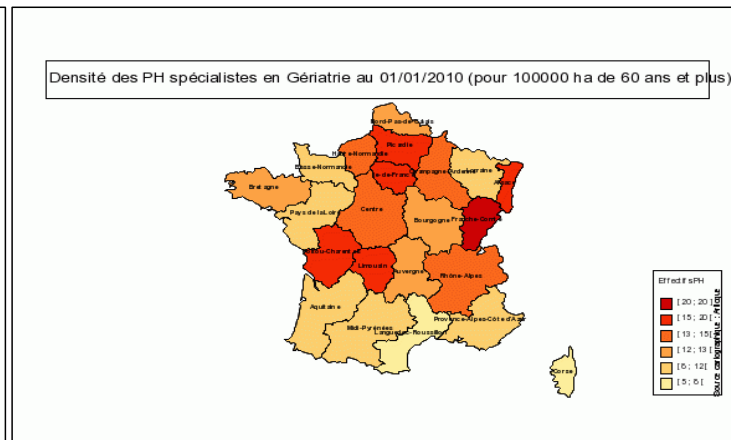 Densité des PH spécialistes en Gériatrie au 01/01/2010 (pour 100000 ha de 60 ans et plus)
Nord-Pas-de-Calais
Picardie
Haute-Normandie
Basse-Normandie
Ile-de-France
Champagne-Ardenne
Lorraine
Alsace
Bretagne
Pays de la Loire
Centre
Bourgogne
Franche-Comté
Poitou-Charentes
Limousin
Auvergne
Rhône-Alpes
Aquitaine
Midi-Pyrénées
Languedoc-Roussillon
Provence-Alpes-Côte d'Azur
Corse
Effectifs PH
[20 ; 20]
[15 ; 20[
[13 ; 15[
[12 ; 13[
[6 ; 12[
[5 ; 6[
Source cartographique : Articque